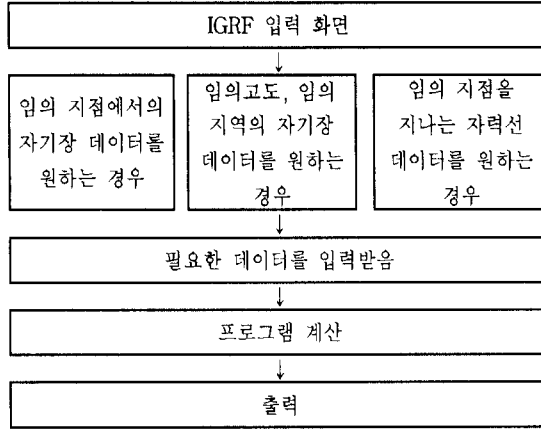 IGRF 입력 화면
임의 지점에서의
자기장 데이터를
원하는 경우
임의고도, 임의
지역의 자기장
데이터를 원하는
경우
임의 지점을
지나는 자력선
데이터를 원하는
경우
필요한 데이터를 입력받음
프로그램 계산
출력